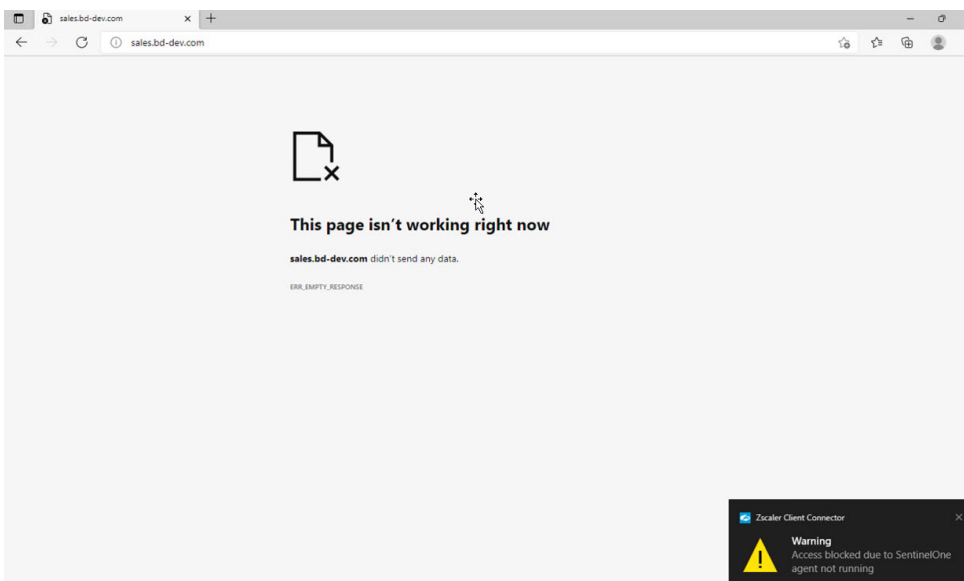 sales.bd-dev.com
sales.bd-dev.com
This page isn't working right now
sales.bd-dev.com didn't send any data.
ERR_EMPTY_RESPONSE
Zscaler Client Connector
Warning
Access blocked due to SentinelOne
agent not running